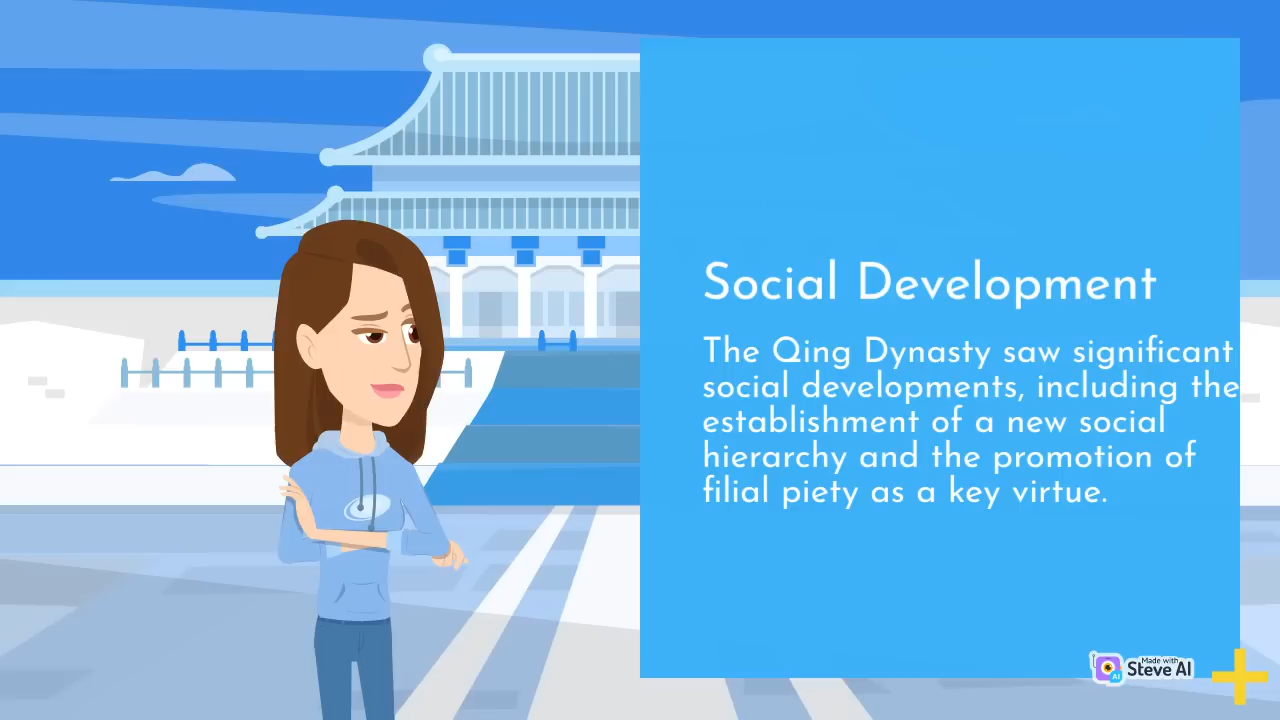 Social Development
The Qing Dynasty saw significant
social developments, including the
establishment of a new social
hierarchy and the promotion of
filial piety as a key virtue.
Made with
Steve AI
AI